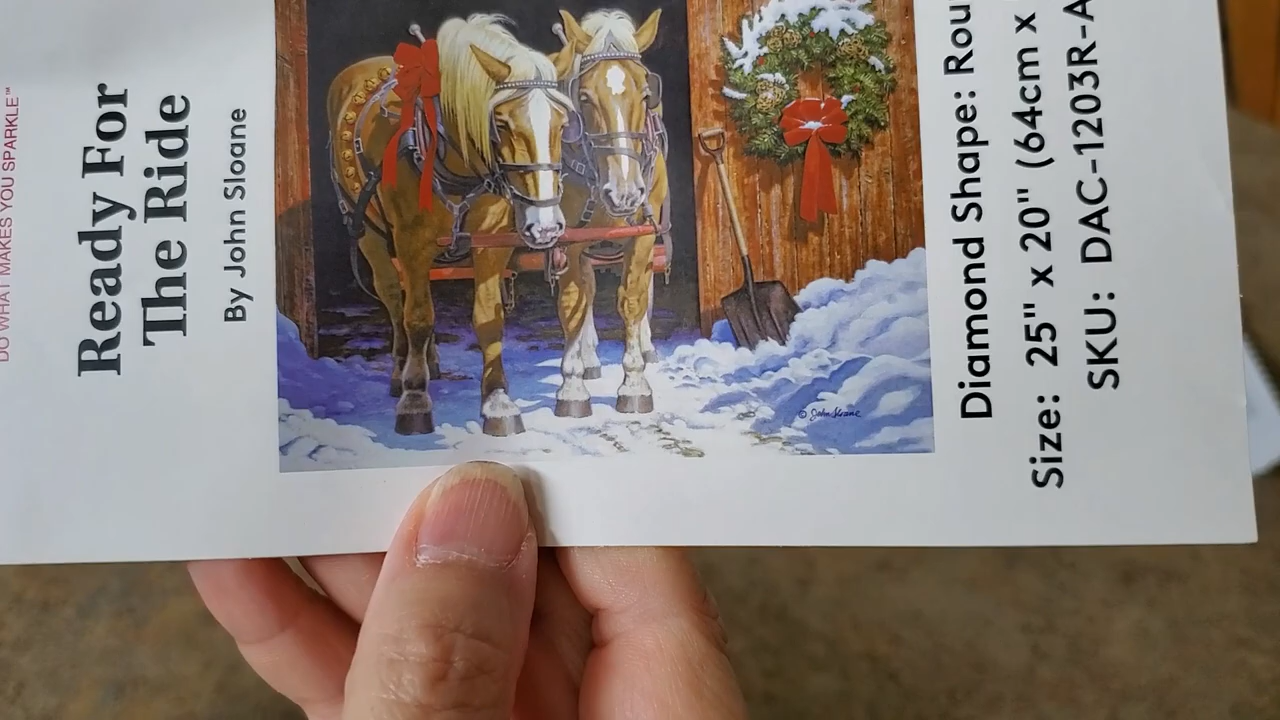 DO WHAT MAKES YOU SPARKLE™
Ready For
The Ride
By John Sloane
© John Sloane
Diamond Shape: Rou
Size: 25" x 20" (64cm x
SKU: DAC-1203R-A